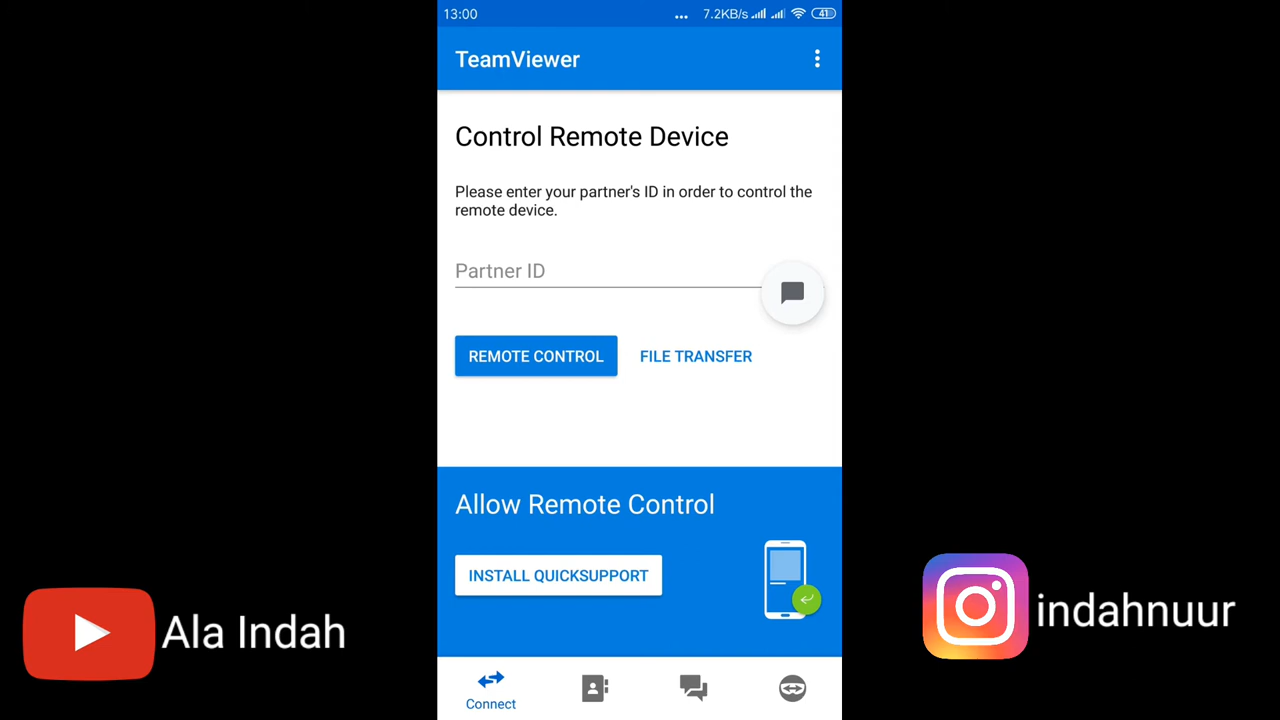 13:00
7.2KB/s
41
TeamViewer
Control Remote Device
Please enter your partner's ID in order to control the
remote device.
Partner ID
REMOTE CONTROL
FILE TRANSFER
Allow Remote Control
INSTALL QUICKSUPPORT
Connect
Ala Indah
indahnuur